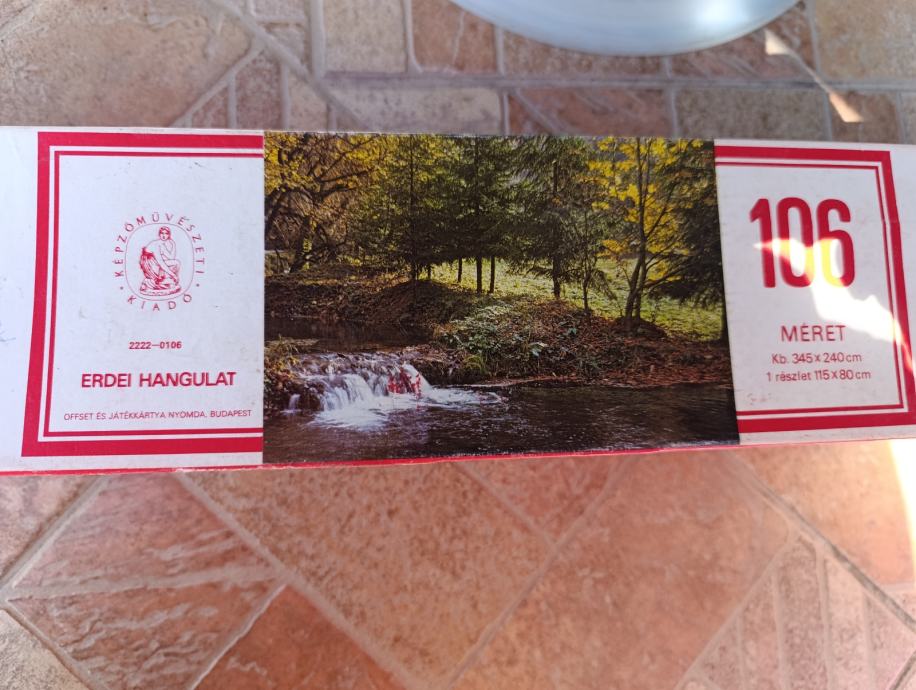 • KÉPZŐMŰVÉSZETI •
KIADÓ
2222—0106
ERDEI HANGULAT
OFFSET ÉS JÁTÉKKÁRTYA NYOMDA, BUDAPEST
106
MÉRET
Kb. 345 x 240 cm
1 részlet 115 X 80 cm